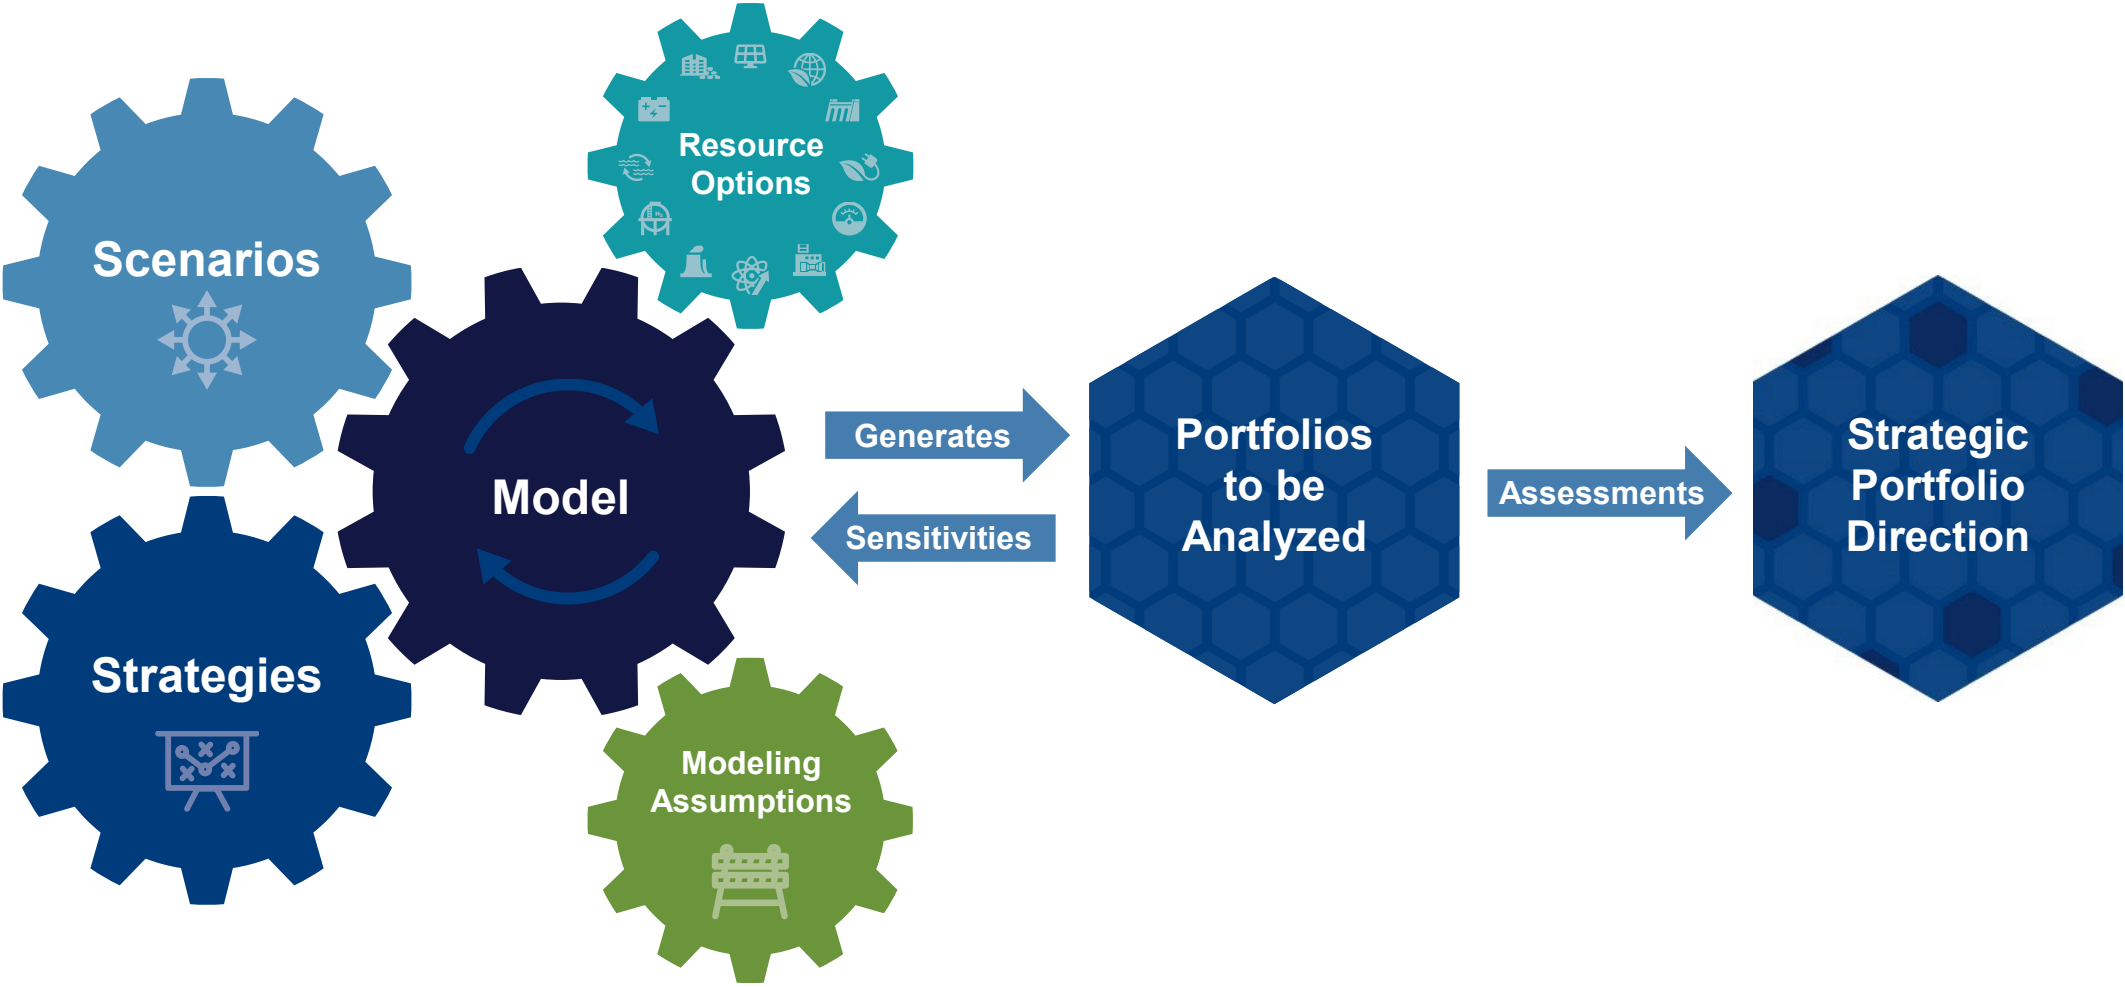 Scenarios
Strategies
Model
Resource
Options
Modeling
Assumptions
Generates
Sensitivities
Portfolios
to be
Analyzed
Assessments
Strategic
Portfolio
Direction